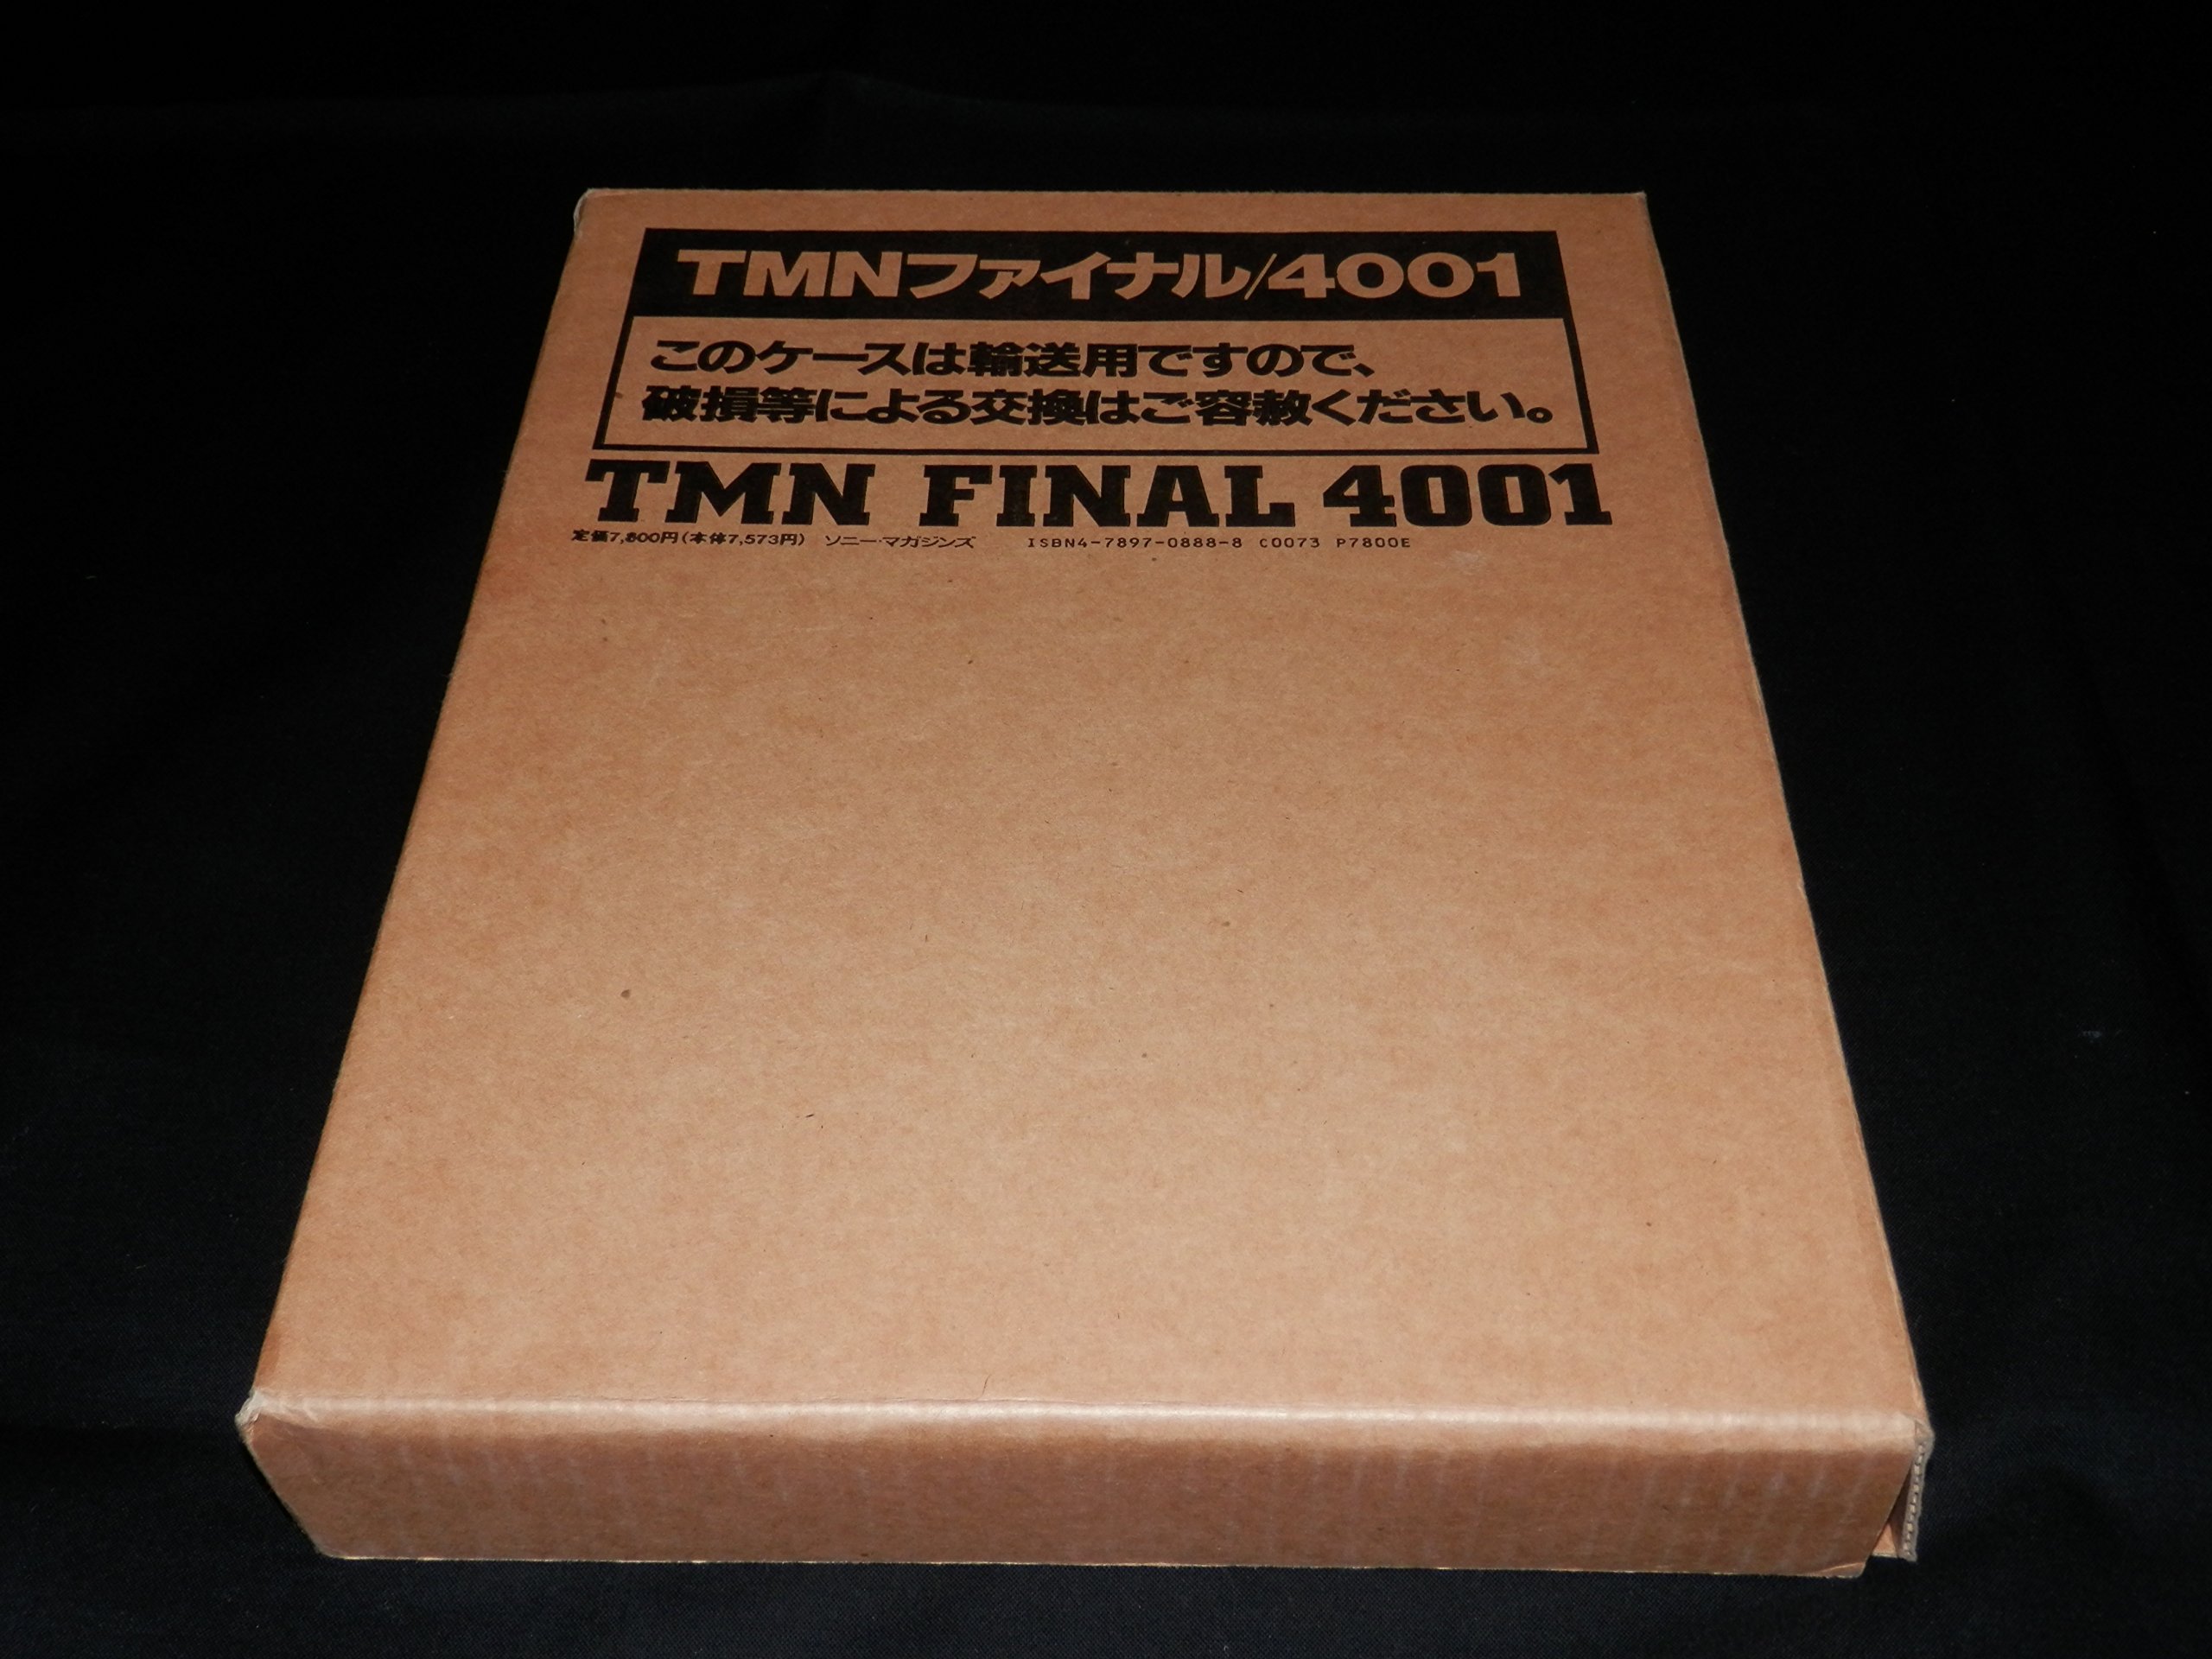 TMNファイナル/4001
このケースは輸送用ですので、
破損等による交換はご容赦ください。
TMN FINAL 4001
定価7,800円(本体7,573円) ソニー・マガジンズ ISBN4-7897-0888-8 C0073 P7800E